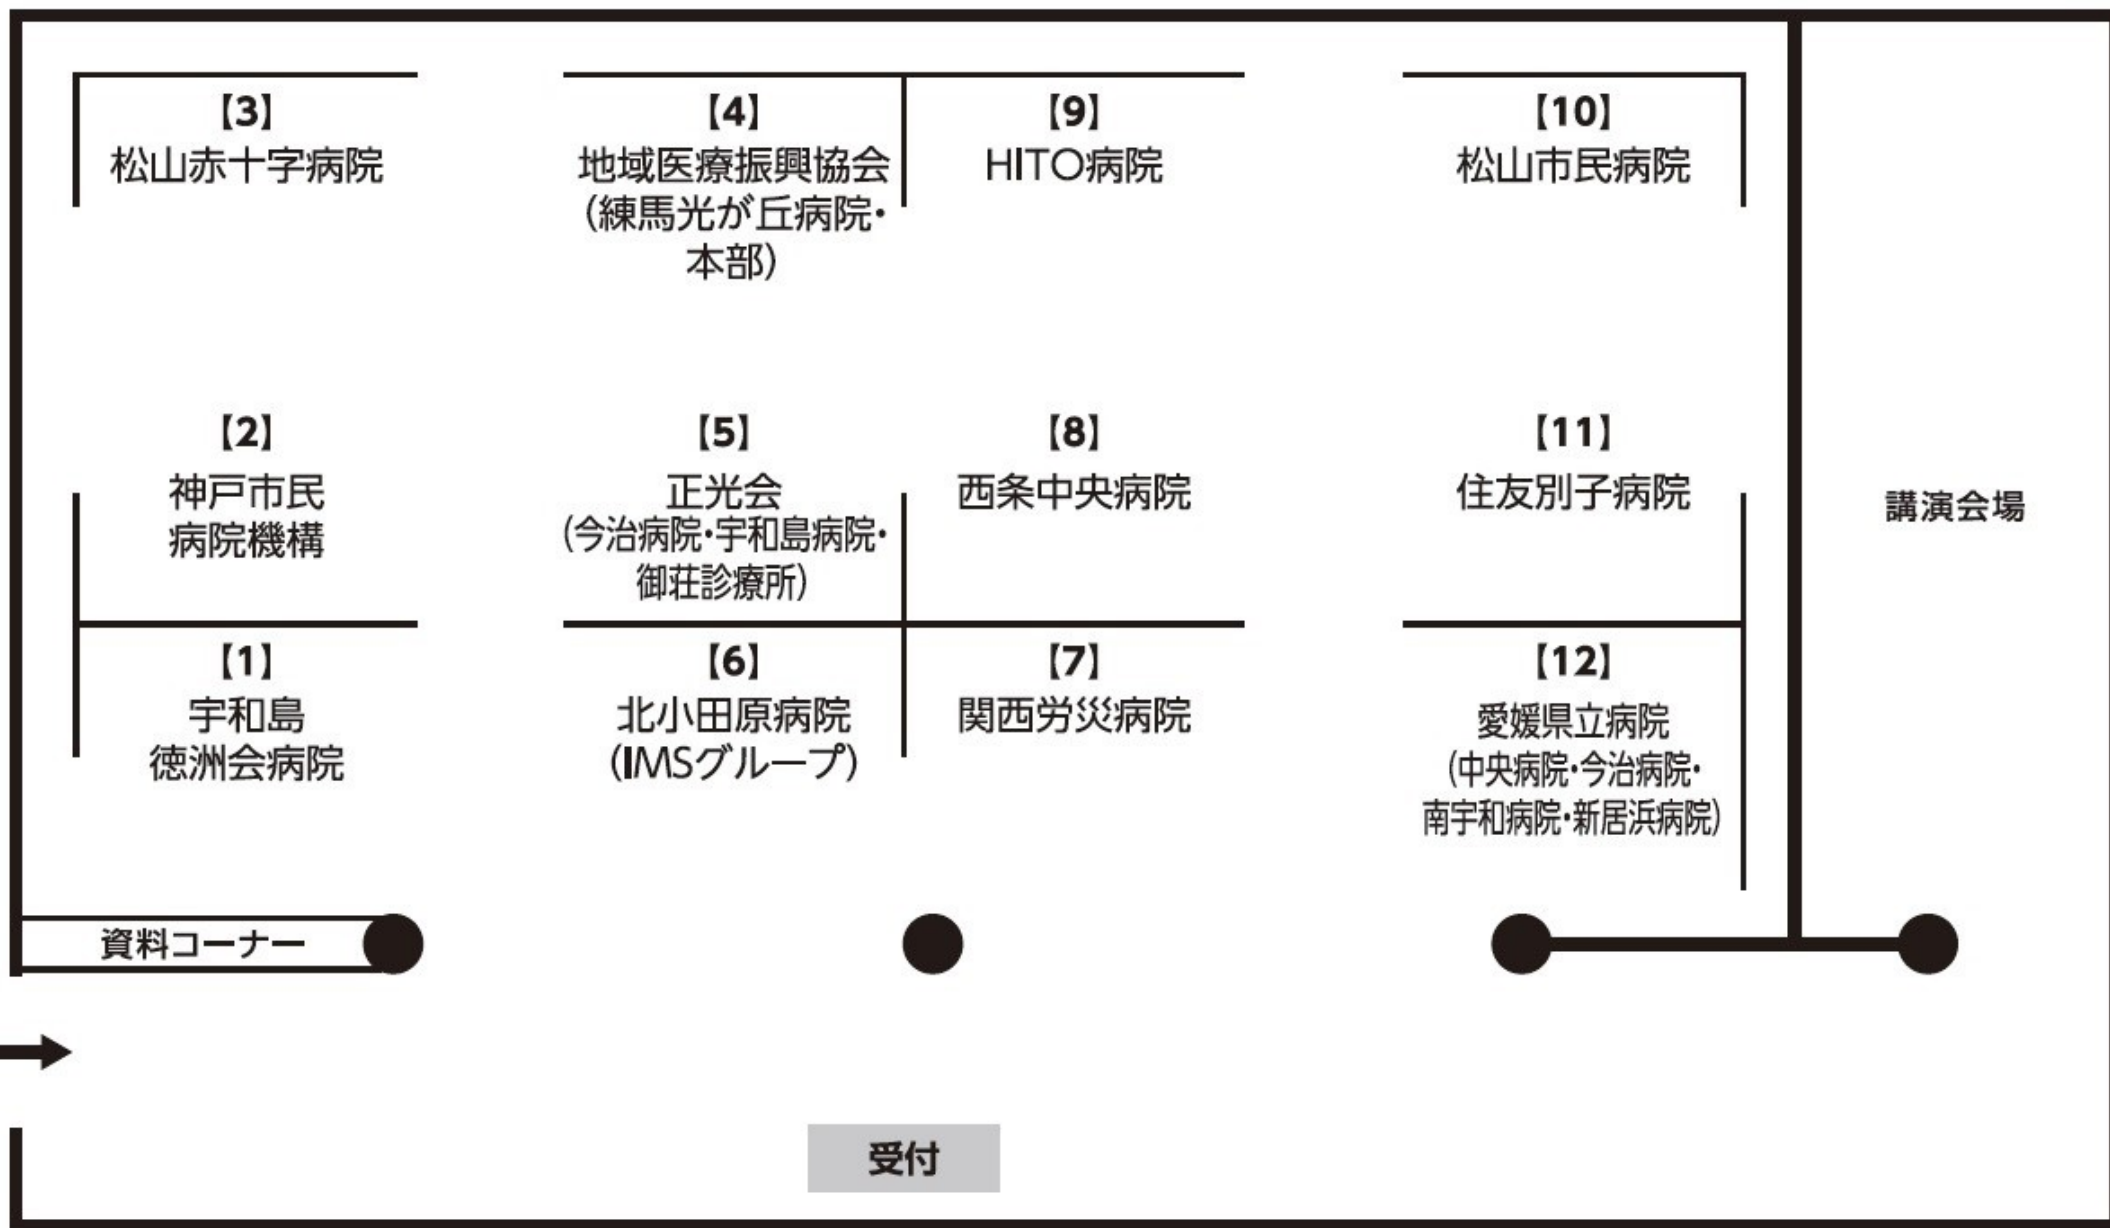 【3】
松山赤十字病院
【4】
地域医療振興協会
（練馬光が丘病院・
本部）
【9】
HITO病院
【10】
松山市民病院
【2】
神戸市民
病院機構
【5】
正光会
(今治病院・宇和島病院・
御荘診療所)
【8】
西条中央病院
【11】
住友別子病院
講演会場
【1】
宇和島
徳洲会病院
【6】
北小田原病院
(IMSグループ)
【7】
関西労災病院
【12】
愛媛県立病院
(中央病院・今治病院・
南宇和病院・新居浜病院)
資料コーナー
受付